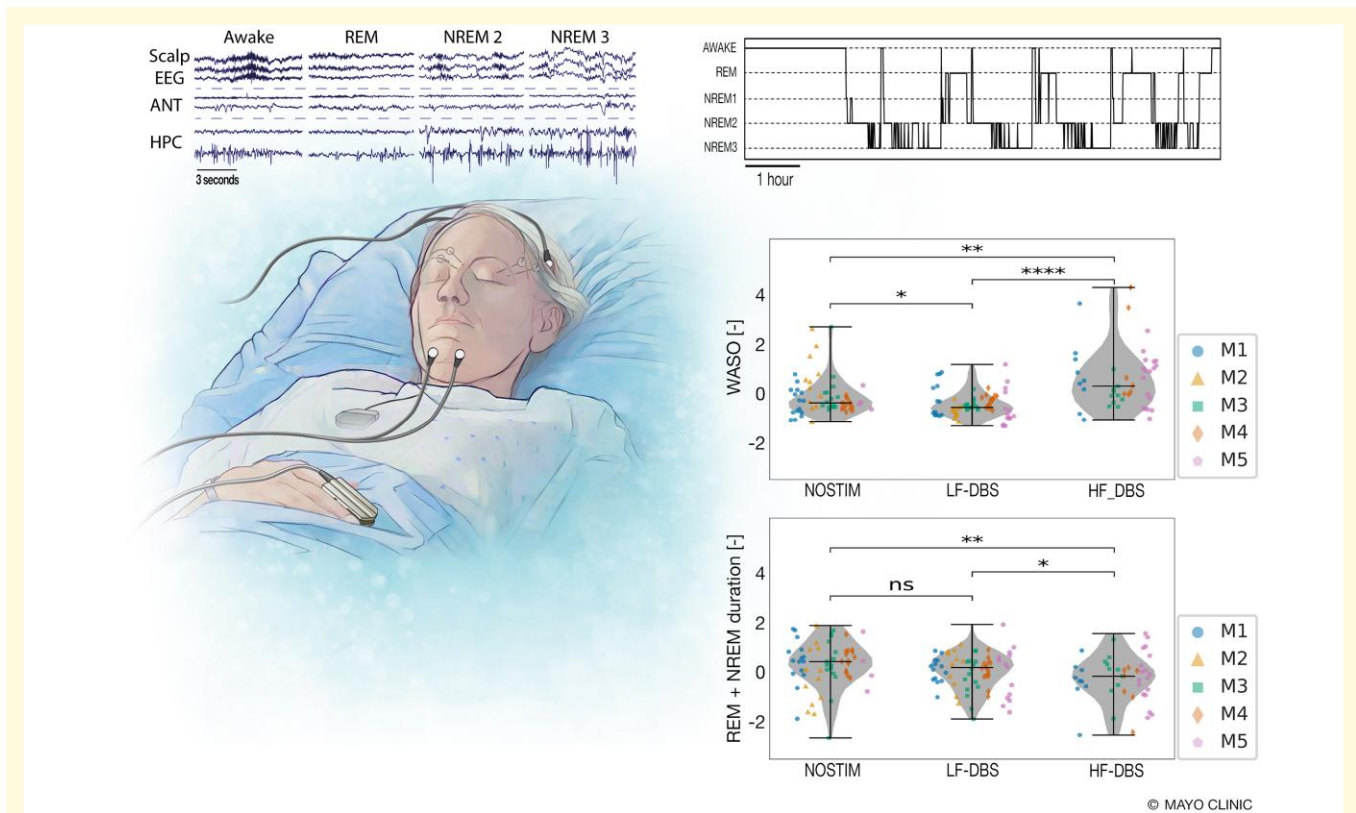 Awake REM NREM 2 NREM 3
Scalp
EEG
ANT
HPC
3 seconds
AWAKE
REM
NREM1
NREM2
NREM3
1 hour
**
****
*
4
2
0
-2
WASO [-]
NOSTIM LF-DBS HF_DBS
M1
M2
M3
M4
M5
**
*
ns
4
2
0
-2
REM + NREM duration [-]
NOSTIM LF-DBS HF-DBS
M1
M2
M3
M4
M5
© MAYO CLINIC